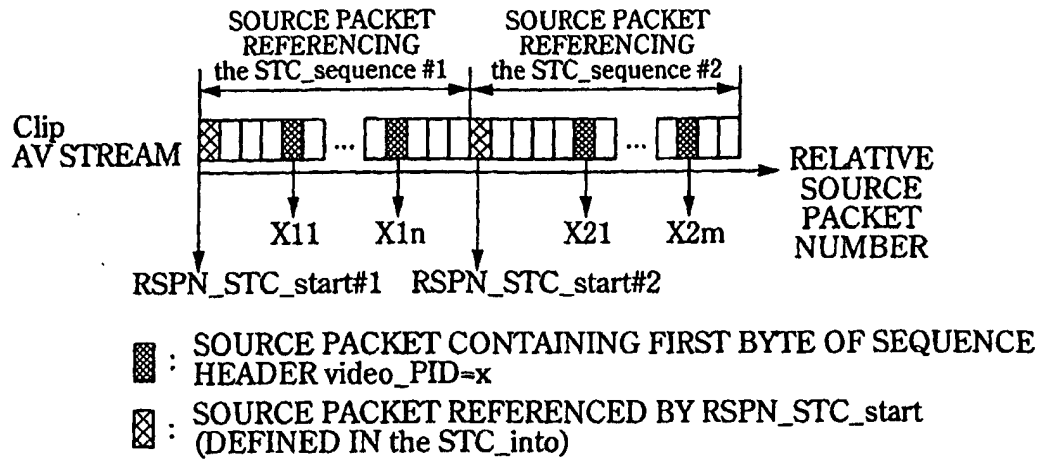 SOURCE PACKET
REFERENCING
the STC_sequence #1
SOURCE PACKET
REFERENCING
the STC_sequence #2
Clip
AV STREAM
...
...
RELATIVE
SOURCE
PACKET
NUMBER
X11
X1n
X21
X2m
RSPN_STC_start#1
RSPN_STC_start#2
: SOURCE PACKET CONTAINING FIRST BYTE OF SEQUENCE
HEADER video_PID=x
: SOURCE PACKET REFERENCED BY RSPN_STC_start
(DEFINED IN the STC_into)